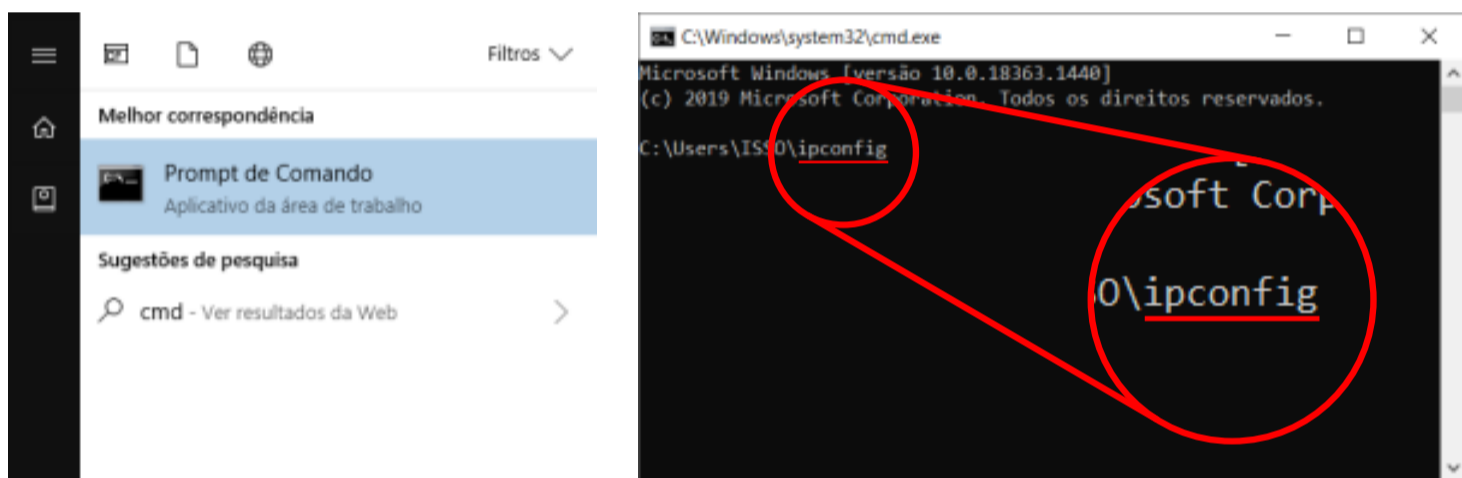 Filtros
Melhor correspondência
Prompt de Comando
Aplicativo da área de trabalho
Sugestões de pesquisa
cmd - Ver resultados da Web
C:\Windows\system32\cmd.exe
Microsoft Windows [versão 10.0.18363.1440]
(c) 2019 Microsoft Corporation. Todos os direitos reservados.
C:\Users\ISSO\ipconfig
osoft Corp
SO\ipconfig